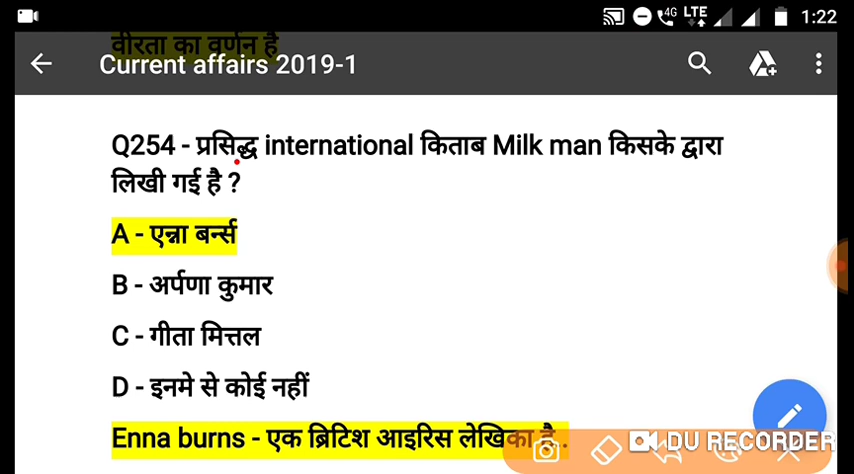 4G LTE 1:22
वीरता का वर्णन है
Current affairs 2019-1
Q254 - प्रसिद्ध international किताब Milk man किसके द्वारा
लिखी गई है ?
A - एन्ना बर्न्स
B - अर्पणा कुमार
C - गीता मित्तल
D - इनमे से कोई नहीं
Enna burns - एक ब्रिटिश आइरिस लेखिका है..
DU RECORDER